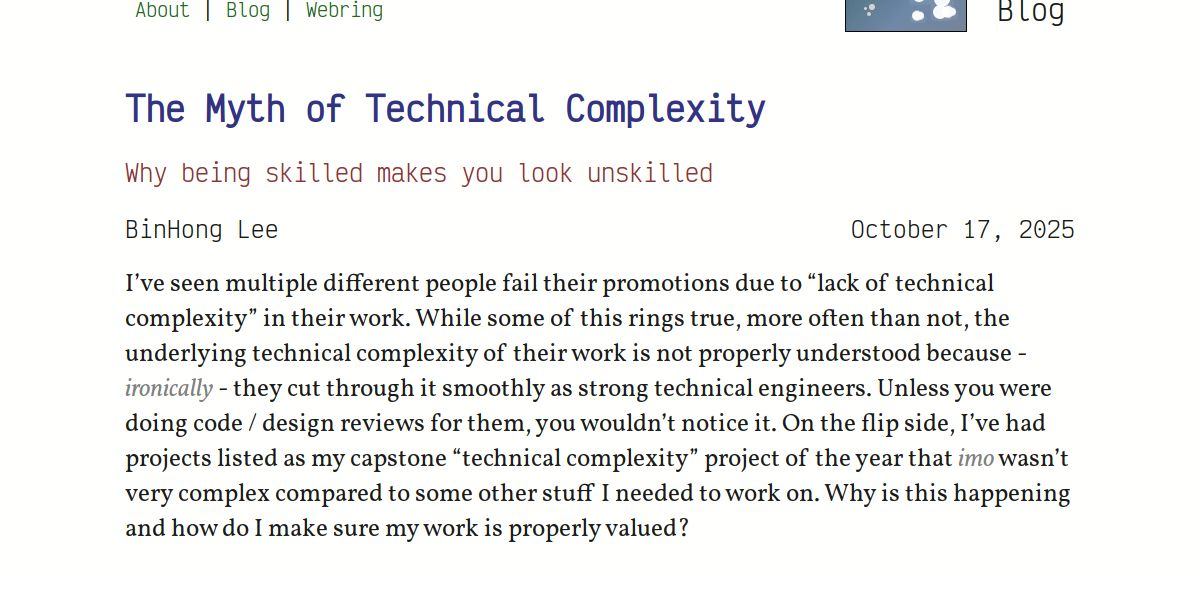 About | Blog | Webring
Blog
The Myth of Technical Complexity
Why being skilled makes you look unskilled
BinHong Lee
October 17, 2025
I’ve seen multiple different people fail their promotions due to “lack of technical
complexity” in their work. While some of this rings true, more often than not, the
underlying technical complexity of their work is not properly understood because -
ironically - they cut through it smoothly as strong technical engineers. Unless you were
doing code / design reviews for them, you wouldn’t notice it. On the flip side, I’ve had
projects listed as my capstone “technical complexity” project of the year that imo wasn’t
very complex compared to some other stuff I needed to work on. Why is this happening
and how do I make sure my work is properly valued?